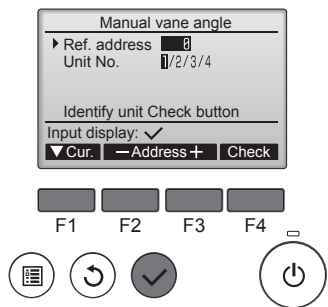 Manual vane angle
Ref. address 0
Unit No. 1/2/3/4
Identify unit Check button
Input display: ✓
▼Cur. −Address+ Check
F1 F2 F3 F4